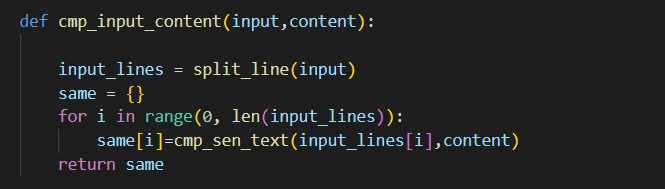 def cmp_input_content(input,content):
    input_lines = split_line(input)
    same = {}
    for i in range(0, len(input_lines)):
        same[i]=cmp_sen_text(input_lines[i],content)
    return same